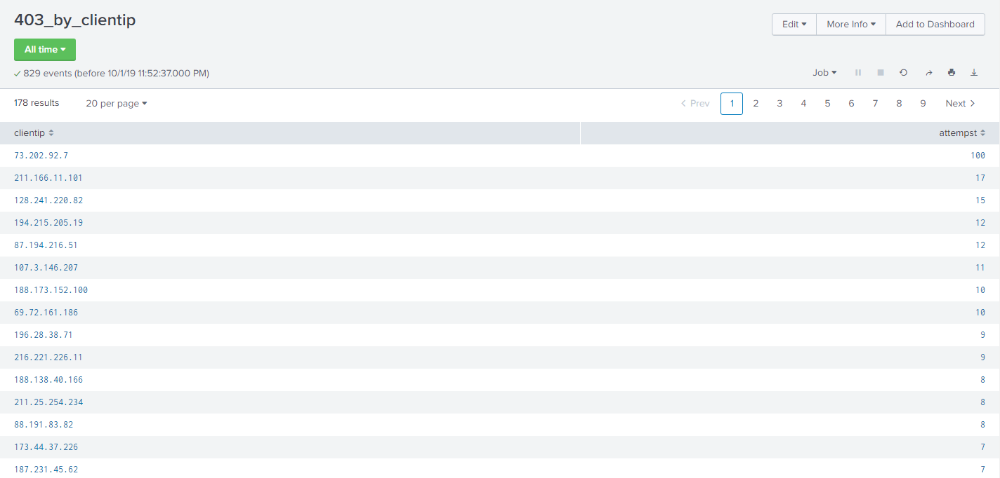 403_by_clientip
Edit More Info Add to Dashboard
All time
829 events (before 10/1/19 11:52:37.000 PM)
Job
178 results 20 per page Prev 1 2 3 4 5 6 7 8 9 Next
clientip attempst
73.202.92.7 100
211.166.11.101 17
128.241.220.82 15
194.215.205.19 12
87.194.216.51 12
107.3.146.207 11
188.173.152.100 10
69.72.161.186 10
196.28.38.71 9
216.221.226.11 9
188.138.40.166 8
211.25.254.234 8
88.191.83.82 8
173.44.37.226 7
187.231.45.62 7